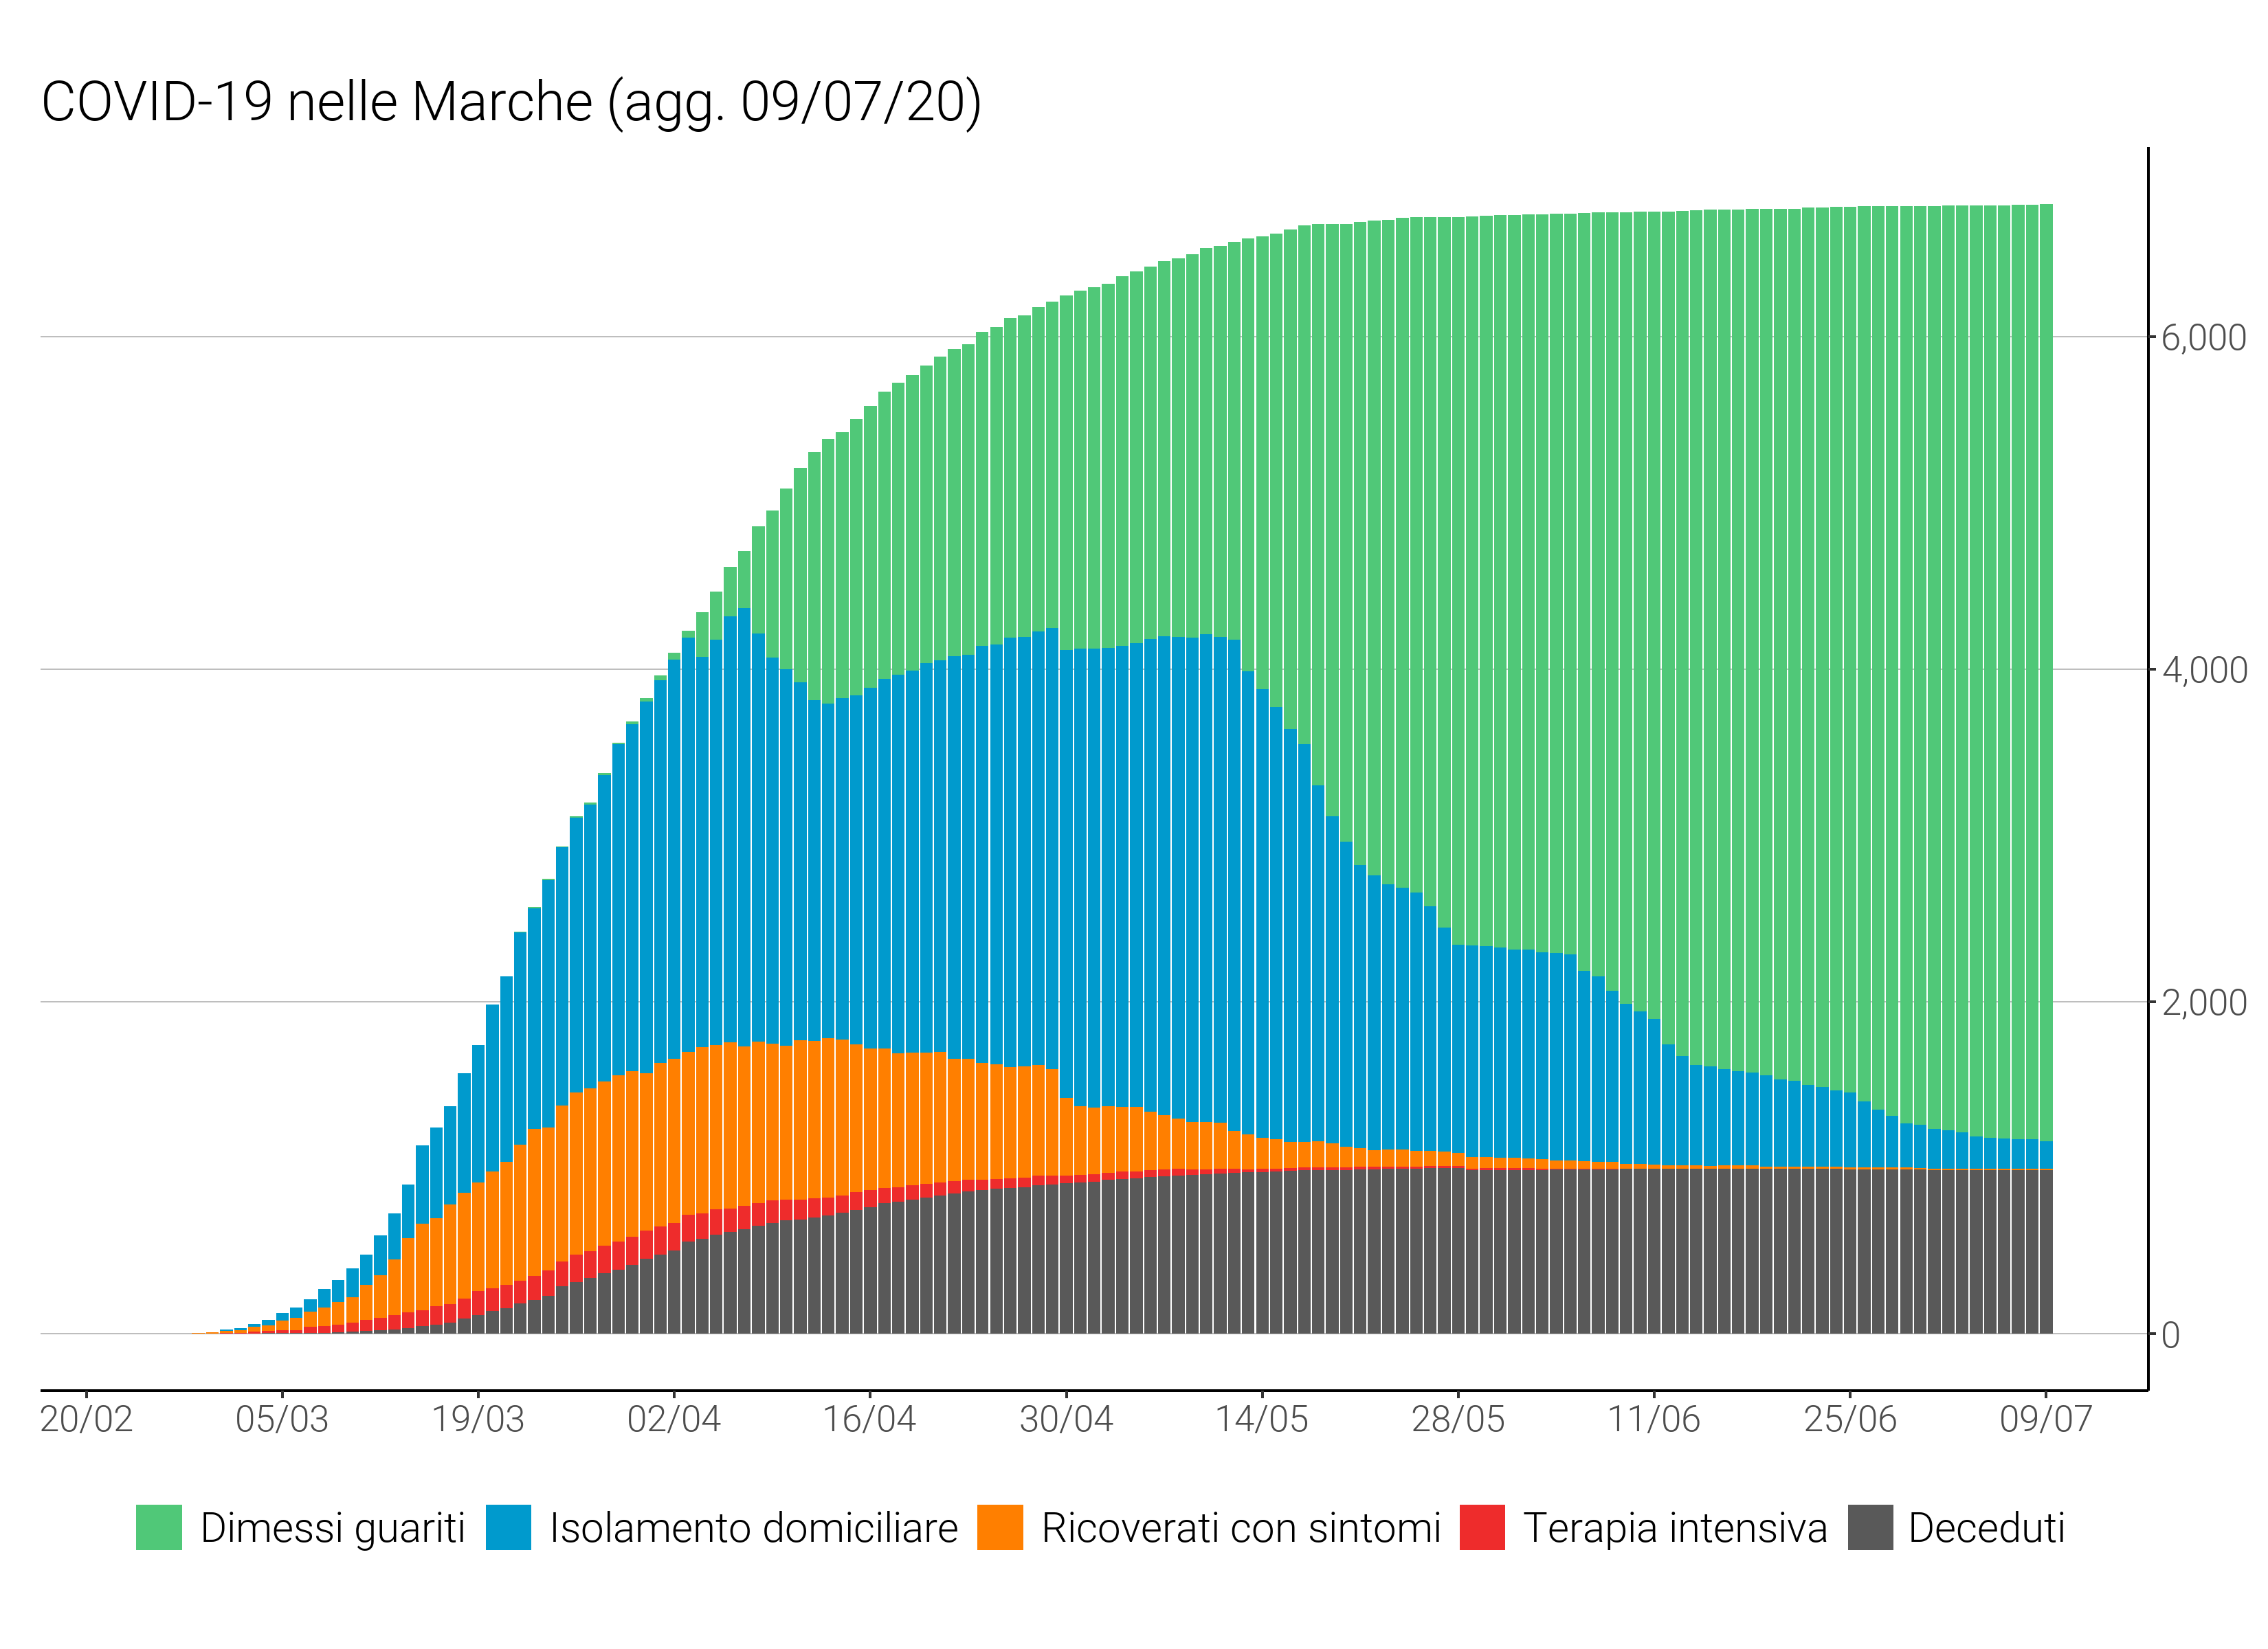 COVID-19 nelle Marche (agg. 09/07/20)
6,000
4,000
2,000
0
20/02 05/03 19/03 02/04 16/04 30/04 14/05 28/05 11/06 25/06 09/07
Dimessi guariti Isolamento domiciliare Ricoverati con sintomi Terapia intensiva Deceduti